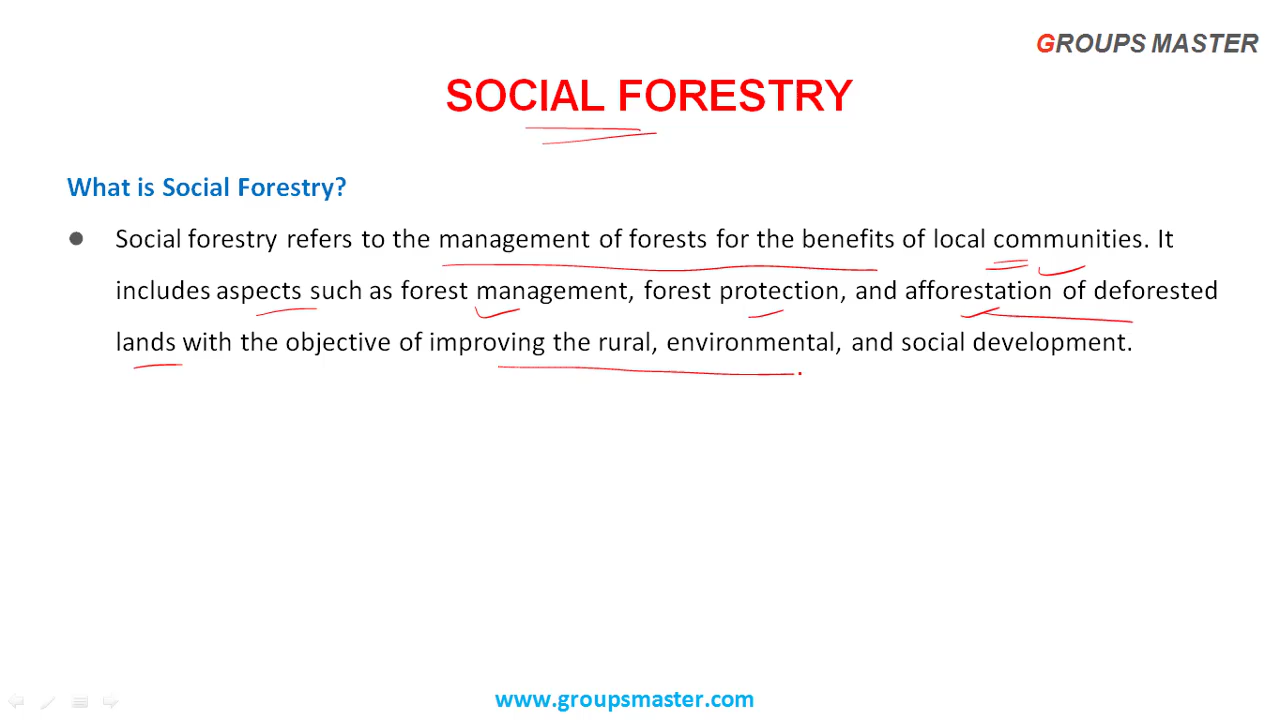 GROUPS MASTER
SOCIAL FORESTRY
What is Social Forestry?
● Social forestry refers to the management of forests for the benefits of local communities. It
includes aspects such as forest management, forest protection, and afforestation of deforested
lands with the objective of improving the rural, environmental, and social development.
www.groupsmaster.com